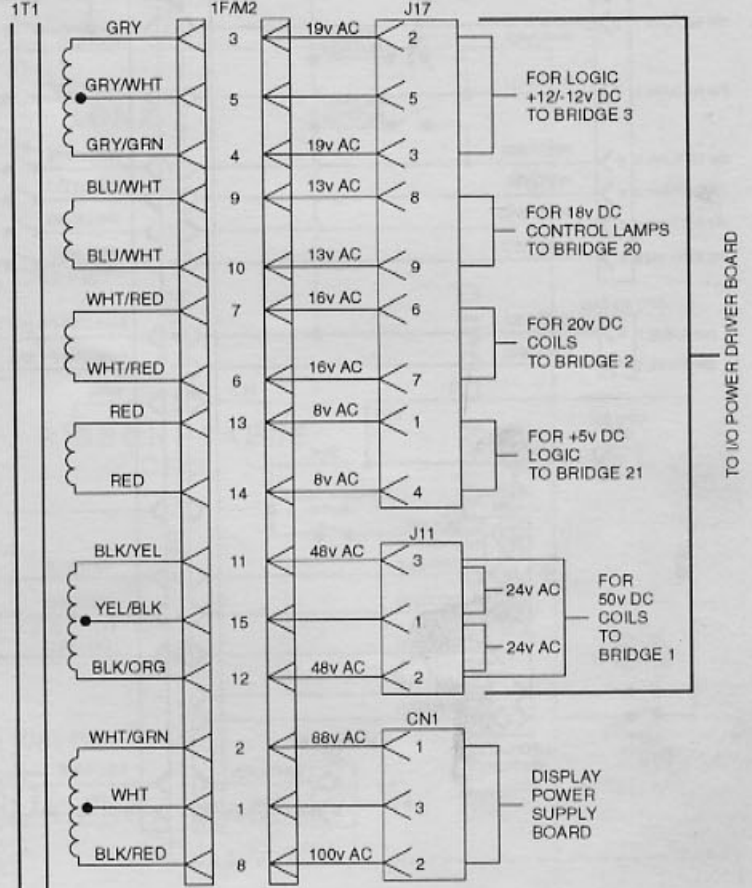 1T1 1F/M2 J17
GRY 3 19v AC 2
GRY/WHT 5 5
GRY/GRN 4 19v AC 3
FOR LOGIC
+12/-12v DC
TO BRIDGE 3
BLU/WHT 9 13v AC 8
BLU/WHT 10 13v AC 9
FOR 18v DC
CONTROL LAMPS
TO BRIDGE 20
WHT/RED 7 16v AC 6
WHT/RED 6 16v AC 7
FOR 20v DC
COILS
TO BRIDGE 2
RED 13 8v AC 1
RED 14 8v AC 4
FOR +5v DC
LOGIC
TO BRIDGE 21
J11
BLK/YEL 11 48v AC 3
YEL/BLK 15 1
BLK/ORG 12 48v AC 2
24v AC
24v AC
FOR
50v DC
COILS
TO
BRIDGE 1
TO I/O POWER DRIVER BOARD
CN1
WHT/GRN 2 88v AC 1
WHT 1 3
BLK/RED 8 100v AC 2
DISPLAY
POWER
SUPPLY
BOARD